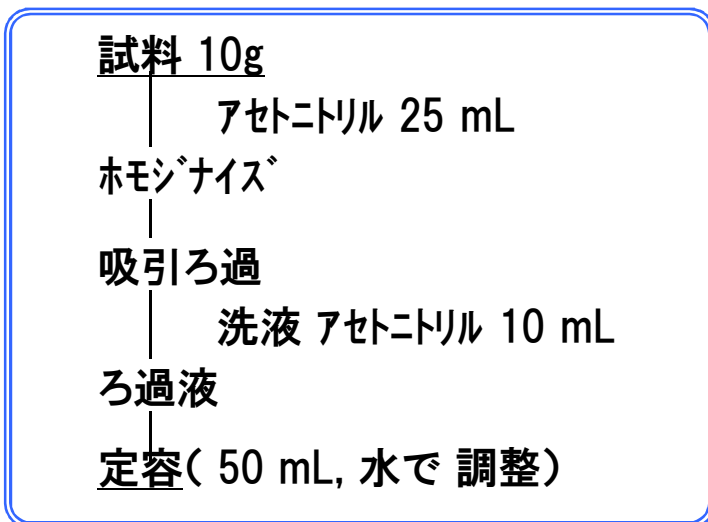 試料 10g
ｱｾﾄﾆﾄﾘﾙ 25 mL
ﾎﾓｼﾞﾅｲｽﾞ
吸引ろ過
洗液 ｱｾﾄﾆﾄﾘﾙ 10 mL
ろ過液
定容( 50 mL, 水で 調整)